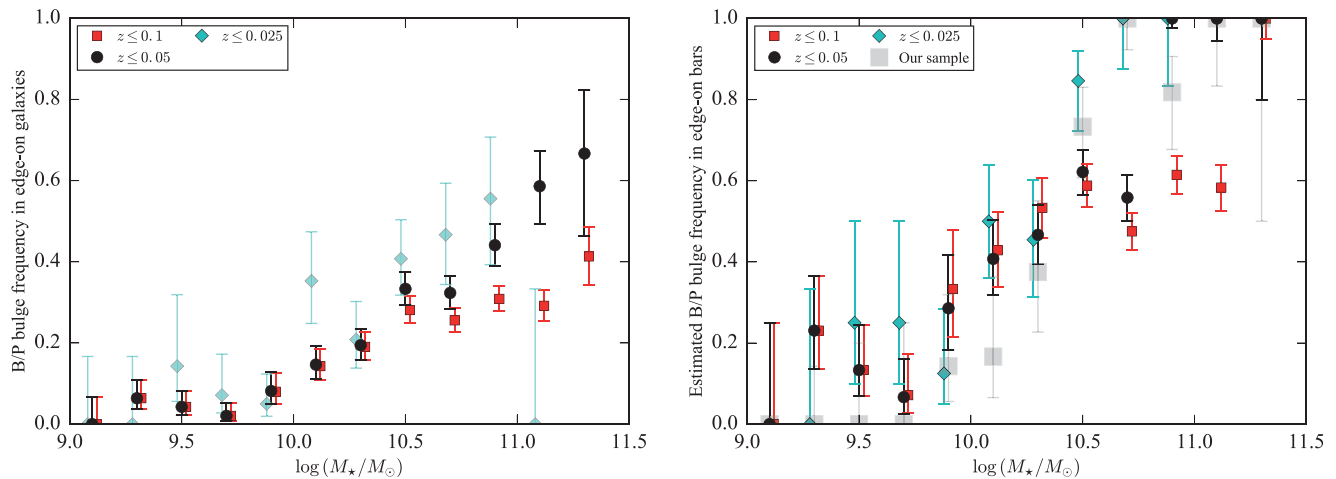 B/P bulge frequency in edge-on galaxies
1.0
0.8
0.6
0.4
0.2
0.0
z ≤ 0.1
z ≤ 0.025
z ≤ 0.05
9.0 9.5 10.0 10.5 11.0 11.5
log (M⋆/M⊙)
Estimated B/P bulge frequency in edge-on bars
1.0
0.8
0.6
0.4
0.2
0.0
z ≤ 0.1
z ≤ 0.025
z ≤ 0.05
Our sample
9.0 9.5 10.0 10.5 11.0 11.5
log (M⋆/M⊙)